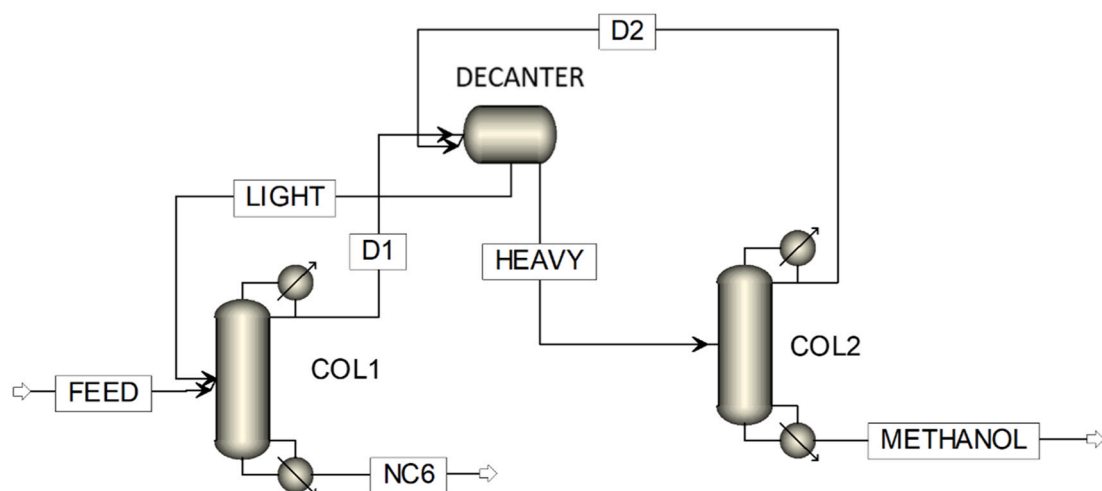 D2
DECANTER
LIGHT
D1
HEAVY
COL1
COL2
FEED
METHANOL
NC6